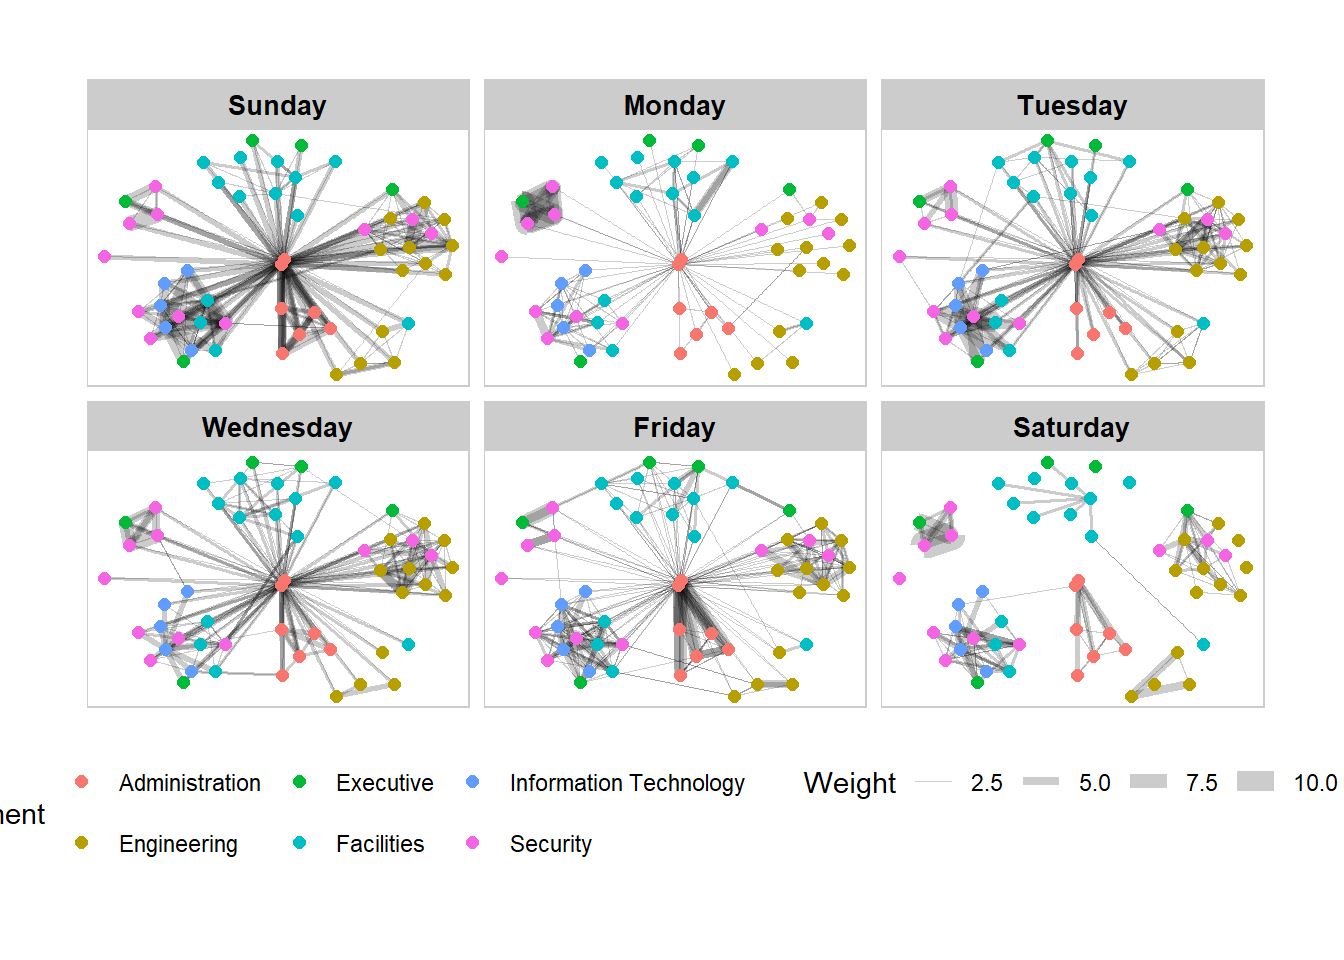 Sunday
Monday
Tuesday
Wednesday
Friday
Saturday
Administration
Executive
Information Technology
Weight
2.5
5.0
7.5
10.0
Engineering
Facilities
Security